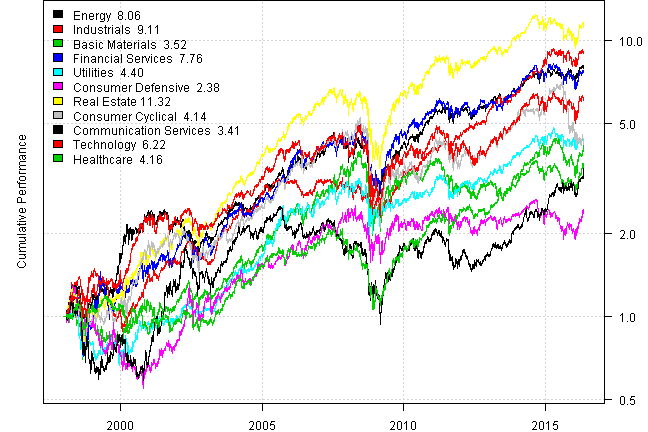 Energy 8.06
Industrials 9.11
Basic Materials 3.52
Financial Services 7.76
Utilities 4.40
Consumer Defensive 2.38
Real Estate 11.32
Consumer Cyclical 4.14
Communication Services 3.41
Technology 6.22
Healthcare 4.16
Cumulative Performance
10.0
5.0
2.0
1.0
0.5
2000 2005 2010 2015